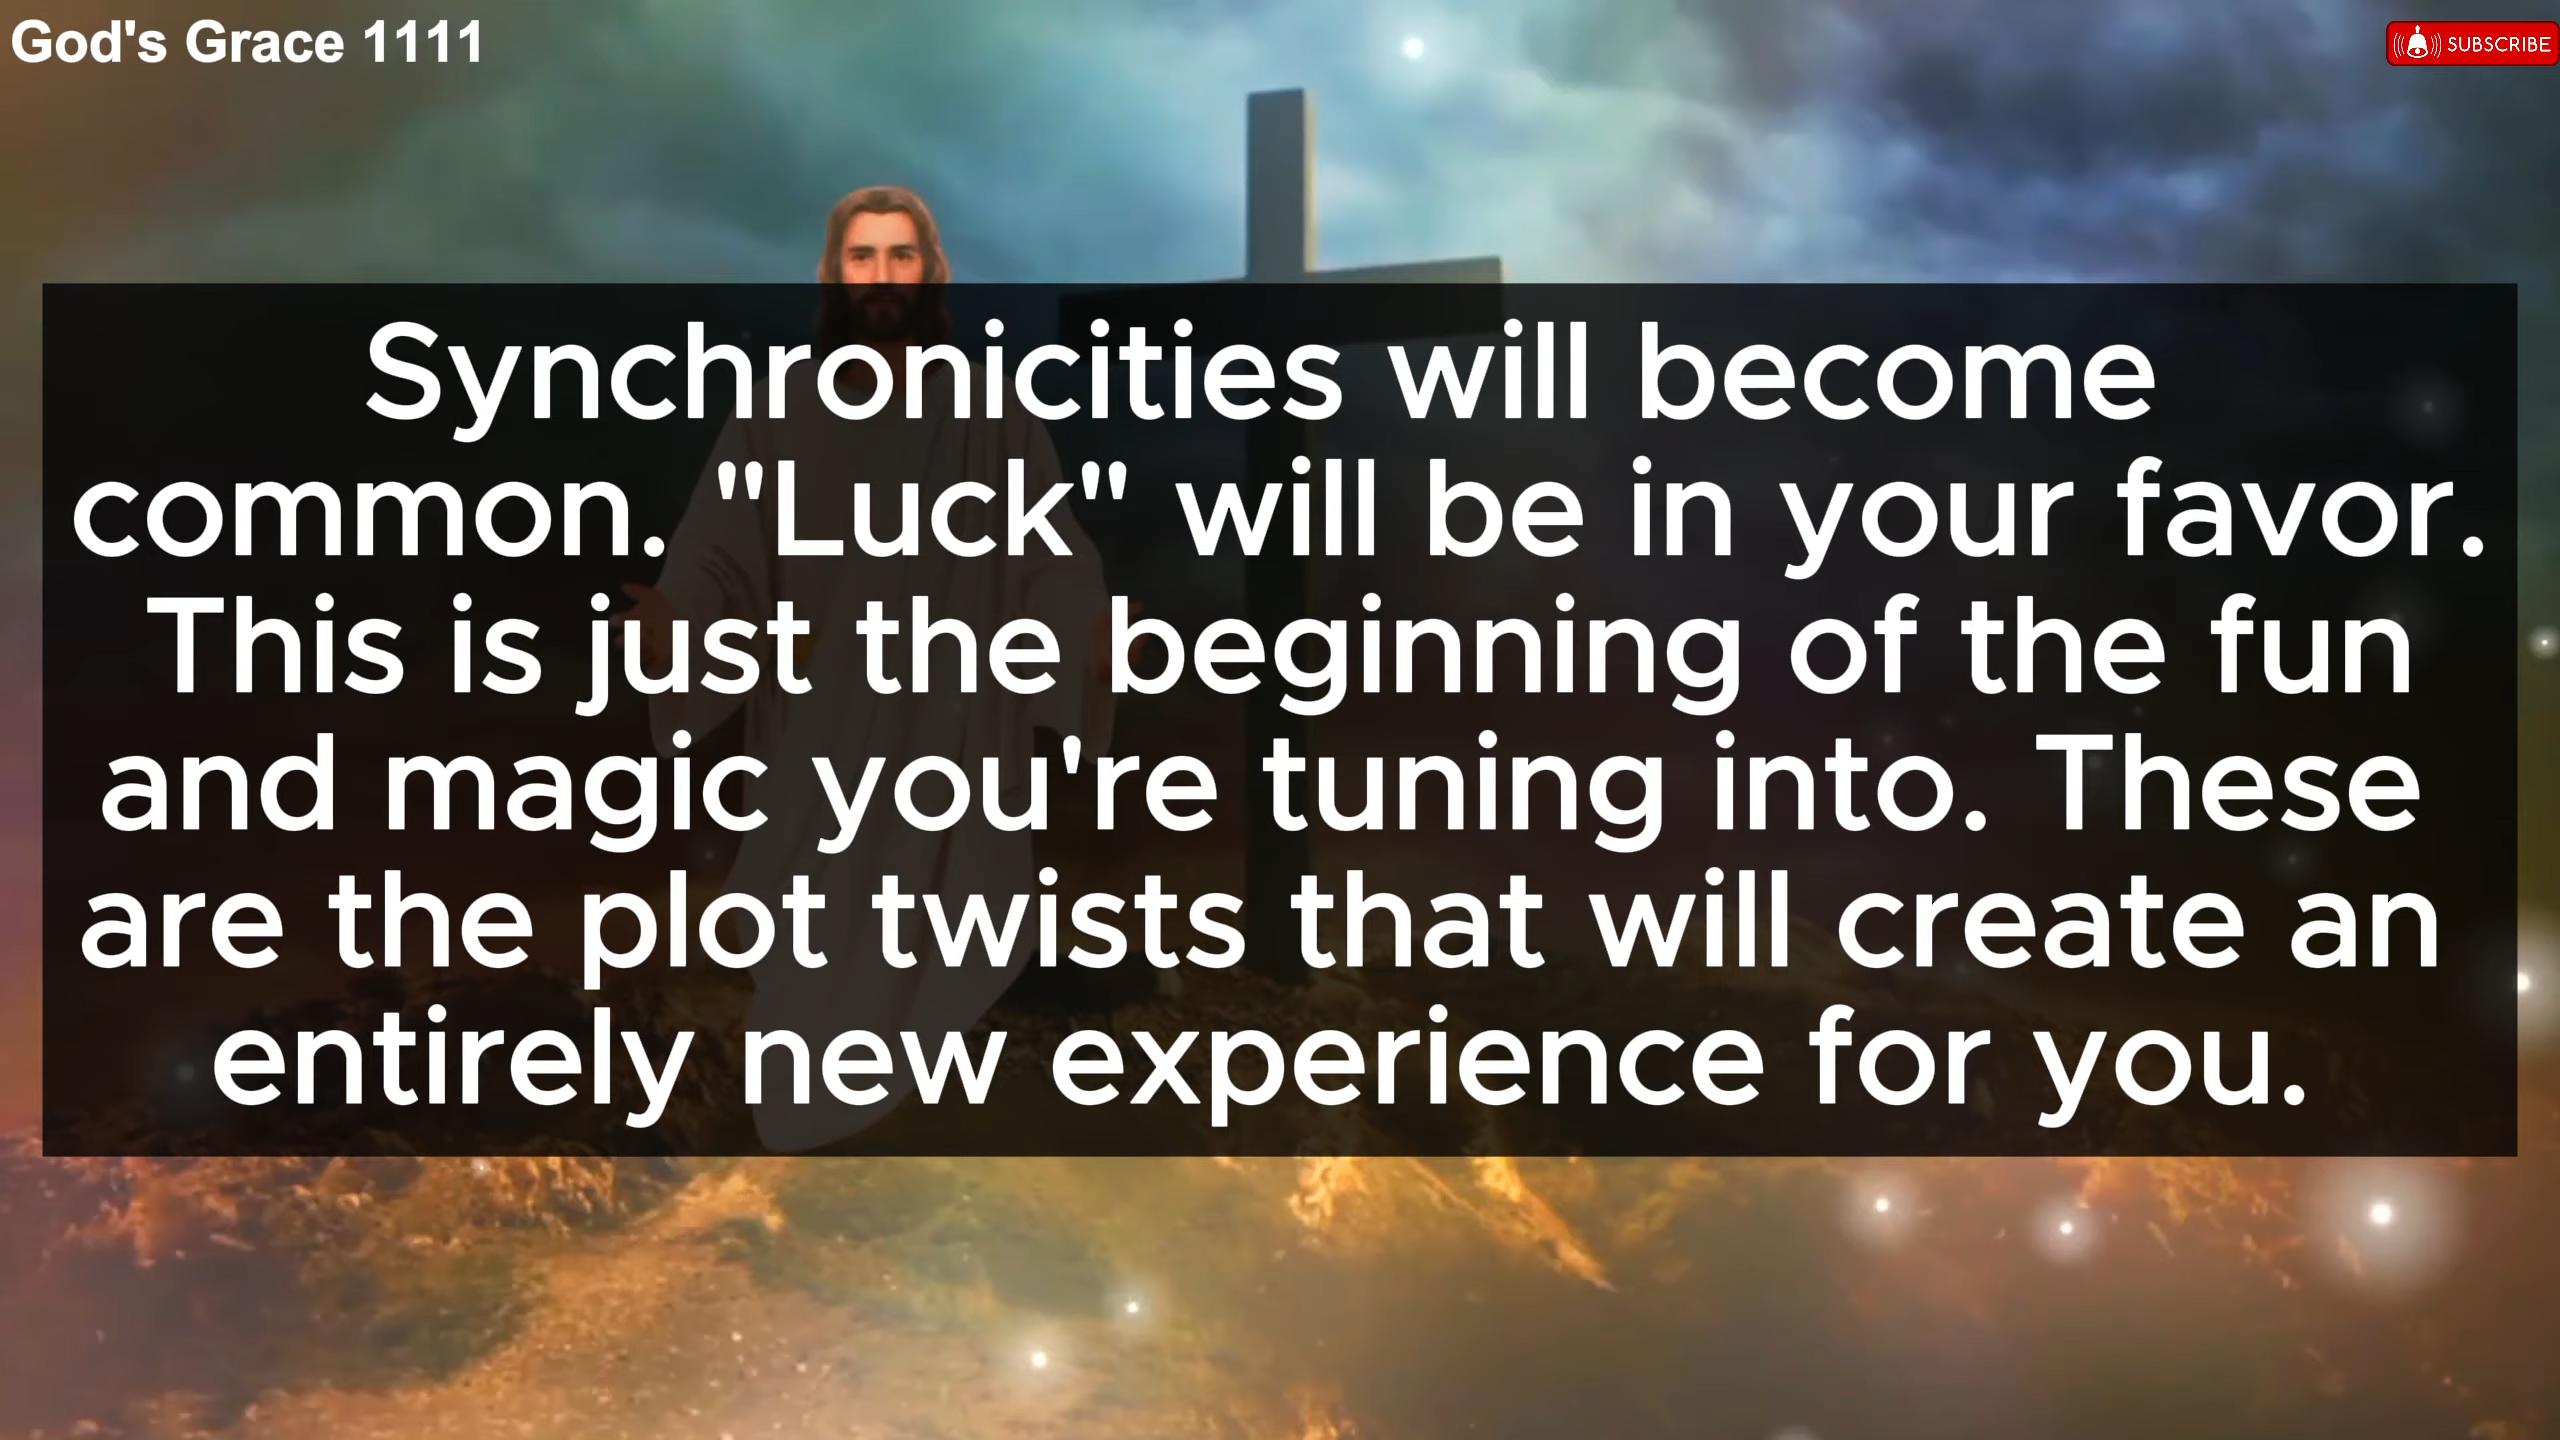 God's Grace 1111
SUBSCRIBE
Synchronicities will become
common. "Luck" will be in your favor.
This is just the beginning of the fun
and magic you're tuning into. These
are the plot twists that will create an
entirely new experience for you.